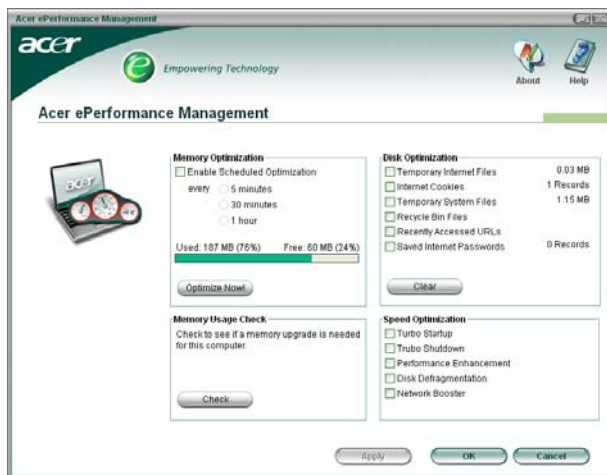 Acer ePerformance Management
acer
e
Empowering Technology
About
Help
Acer ePerformance Management
acer
Memory Optimization
Enable Scheduled Optimization
every
5 minutes
30 minutes
1 hour
Used: 187 MB (76%) Free: 60 MB (24%)
Optimize Now!
Memory Usage Check
Check to see if a memory upgrade is needed
for this computer.
Check
Disk Optimization
Temporary Internet Files 0.03 MB
Internet Cookies 1 Records
Temporary System Files 1.15 MB
Recycle Bin Files
Recently Accessed URLs
Saved Internet Passwords 0 Records
Clear
Speed Optimization
Turbo Startup
Trubo Shutdown
Performance Enhancement
Disk Defragmentation
Network Booster
Apply
OK
Cancel